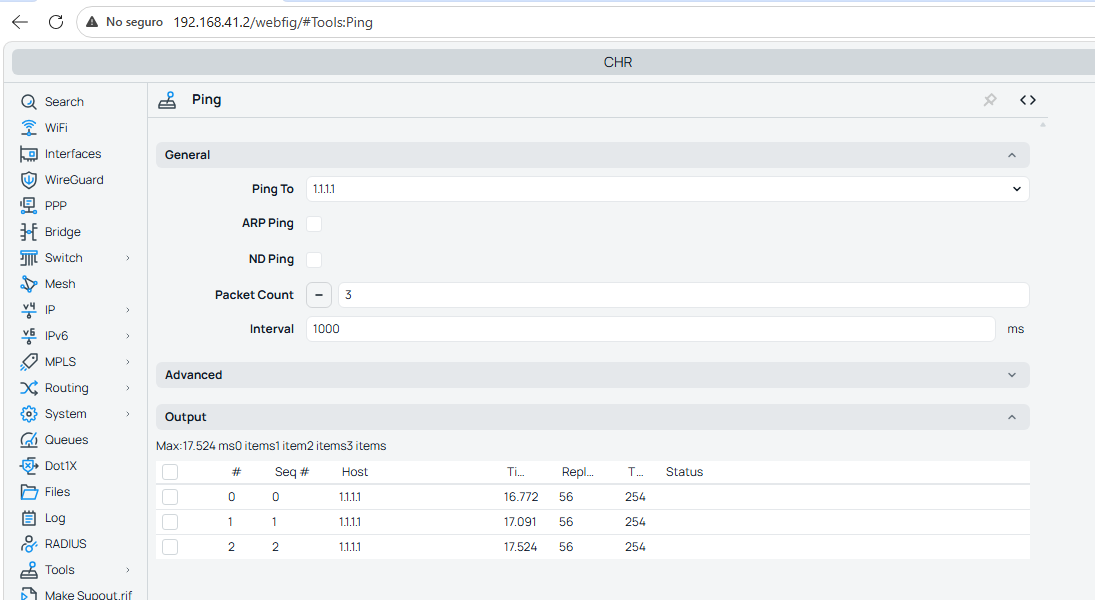 No seguro 192.168.41.2/webfig/#Tools:Ping
CHR
Search
WiFi
Interfaces
WireGuard
PPP
Bridge
Switch
Mesh
IP
IPv6
MPLS
Routing
System
Queues
Dot1X
Files
Log
RADIUS
Tools
Make Supout.rif
Ping
General
Ping To 1.1.1.1
ARP Ping
ND Ping
Packet Count 3
Interval 1000 ms
Advanced
Output
Max:17.524 ms0 items1 item2 items3 items
# Seq # Host Ti... Repl... T... Status
0 0 1.1.1.1 16.772 56 254
1 1 1.1.1.1 17.091 56 254
2 2 1.1.1.1 17.524 56 254